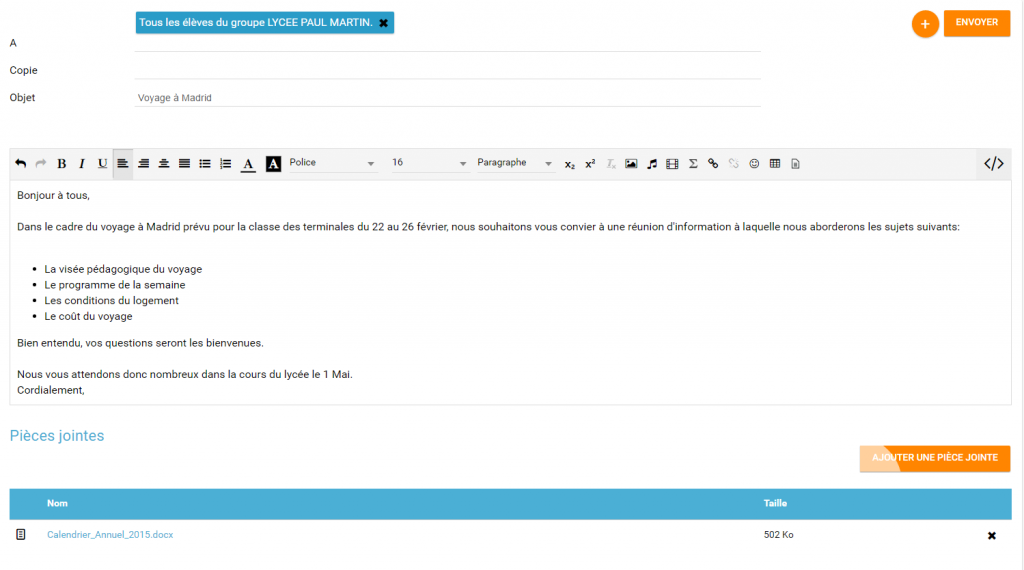 Tous les élèves du groupe LYCEE PAUL MARTIN. ✖
+ ENVOYER
A
Copie
Objet Voyage à Madrid
B I U A A Police 16 Paragraphe x₂ x² Tx Σ </>
Bonjour à tous,
Dans le cadre du voyage à Madrid prévu pour la classe des terminales du 22 au 26 février, nous souhaitons vous convier à une réunion d'information à laquelle nous aborderons les sujets suivants:
• La visée pédagogique du voyage
• Le programme de la semaine
• Les conditions du logement
• Le coût du voyage
Bien entendu, vos questions seront les bienvenues.
Nous vous attendons donc nombreux dans la cours du lycée le 1 Mai.
Cordialement,
Pièces jointes
AJOUTER UNE PIÈCE JOINTE
Nom Taille
Calendrier_Annuel_2015.docx 502 Ko ✖